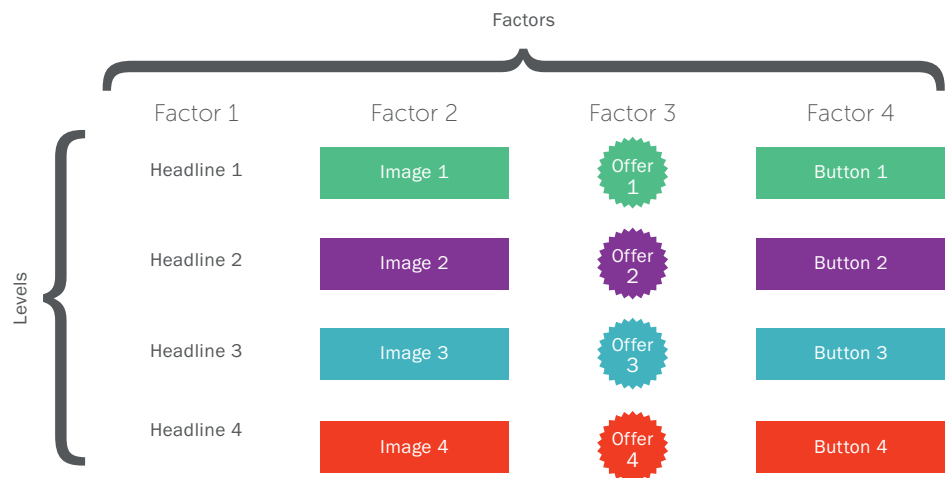 Factors
Factor 1
Factor 2
Factor 3
Factor 4
Levels
Headline 1
Image 1
Offer
1
Button 1
Headline 2
Image 2
Offer
2
Button 2
Headline 3
Image 3
Offer
3
Button 3
Headline 4
Image 4
Offer
4
Button 4